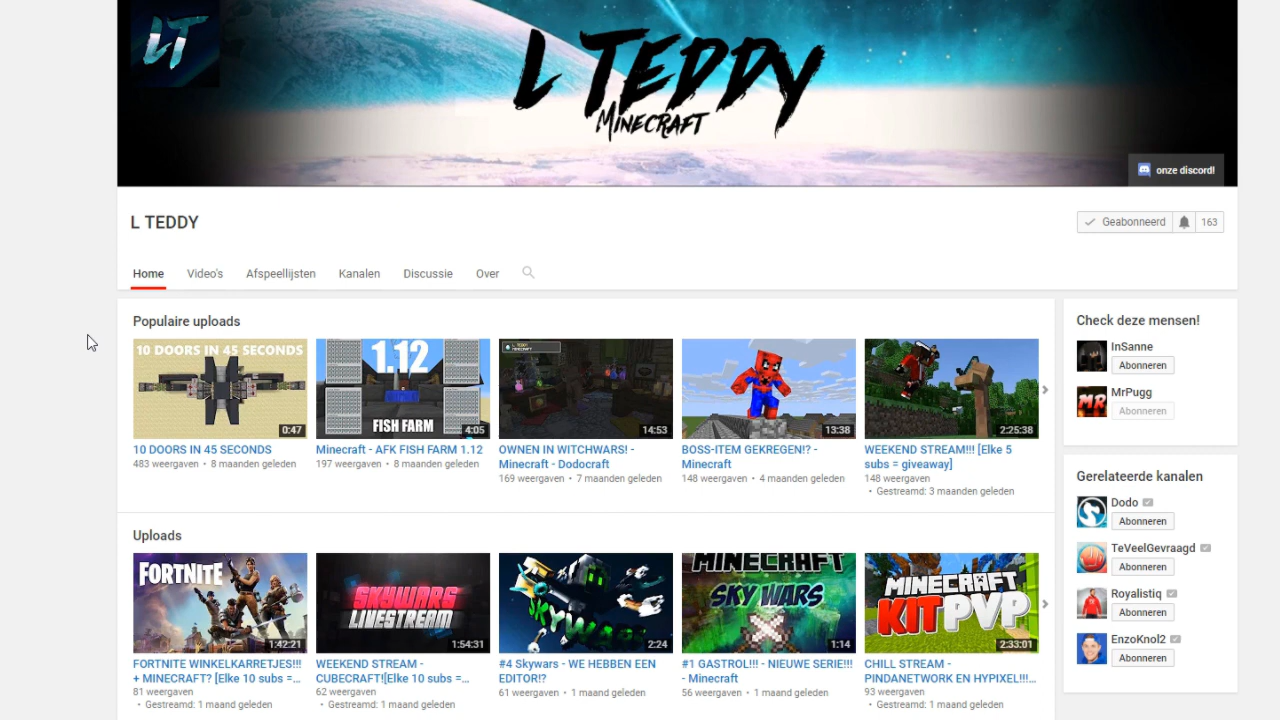 LT
L TEDDY
MINECRAFT
onze discord!
L TEDDY
Geabonneerd 163
Home Video's Afspeellijsten Kanalen Discussie Over
Populaire uploads
10 DOORS IN 45 SECONDS
0:47
10 DOORS IN 45 SECONDS
483 weergaven • 8 maanden geleden
1.12
FISH FARM
4:05
Minecraft - AFK FISH FARM 1.12
197 weergaven • 8 maanden geleden
14:53
OWNEN IN WITCHWARS! -
Minecraft - Dodocraft
169 weergaven • 7 maanden geleden
13:38
BOSS-ITEM GEKREGEN!? -
Minecraft
148 weergaven • 4 maanden geleden
2:25:38
WEEKEND STREAM!!! [Elke 5
subs = giveaway]
148 weergaven
• Gestreamd: 3 maanden geleden
Uploads
FORTNITE
1:42:21
FORTNITE WINKELKARRETJES!!!
+ MINECRAFT? [Elke 10 subs =...
81 weergaven
• Gestreamd: 1 maand geleden
SKYWARS
LIVESTREAM
1:54:31
WEEKEND STREAM -
CUBECRAFT![Elke 10 subs =...
62 weergaven
• Gestreamd: 1 maand geleden
SKYWARS
2:24
#4 Skywars - WE HEBBEN EEN
EDITOR!?
61 weergaven • 1 maand geleden
MINECRAFT
SKY WARS
1:14
#1 GASTROL!!! - NIEUWE SERIE!!!
- Minecraft
56 weergaven • 1 maand geleden
MINECRAFT
KIT PVP
2:33:01
CHILL STREAM -
PINDANETWORK EN HYPIXEL!!!...
93 weergaven
• Gestreamd: 1 maand geleden
Check deze mensen!
InSanne
Abonneren
MR
MrPugg
Abonneren
Gerelateerde kanalen
Dodo
Abonneren
TeVeelGevraagd
Abonneren
Royalistiq
Abonneren
EnzoKnol2
Abonneren